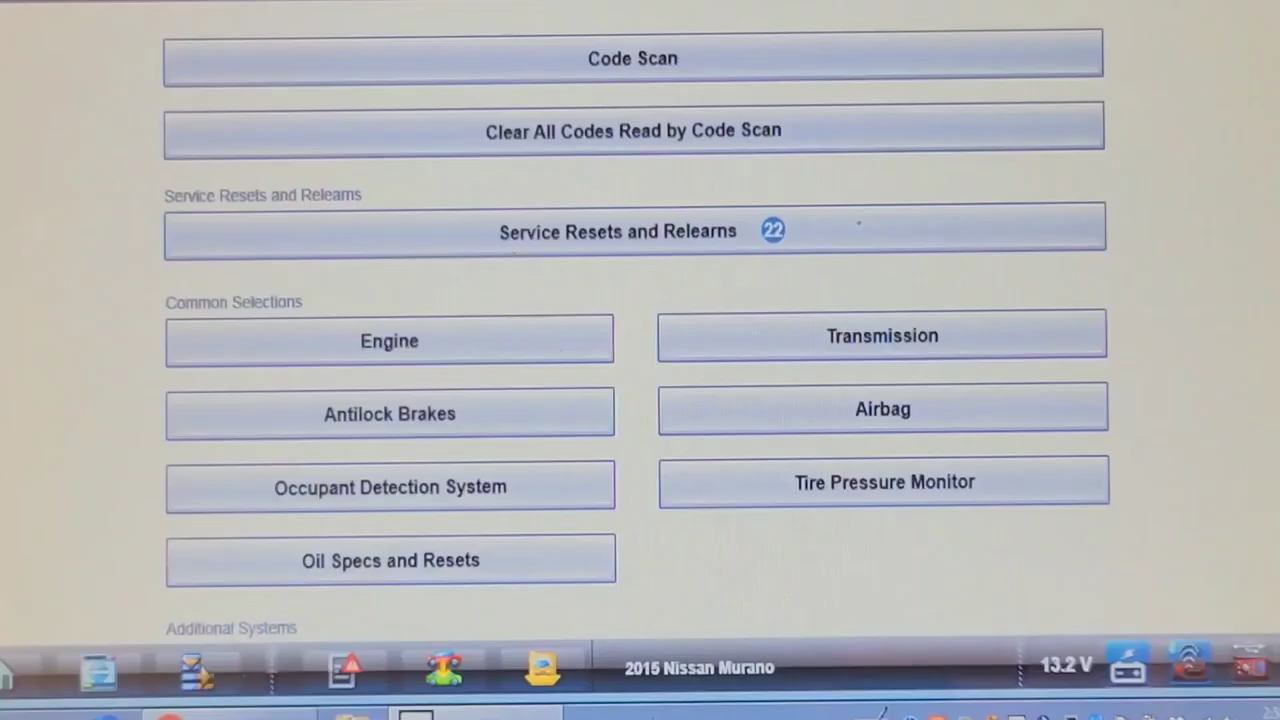 Code Scan
Clear All Codes Read by Code Scan
Service Resets and Relearns
Service Resets and Relearns 22
Common Selections
Engine
Transmission
Antilock Brakes
Airbag
Occupant Detection System
Tire Pressure Monitor
Oil Specs and Resets
Additional Systems
2015 Nissan Murano
13.2 V